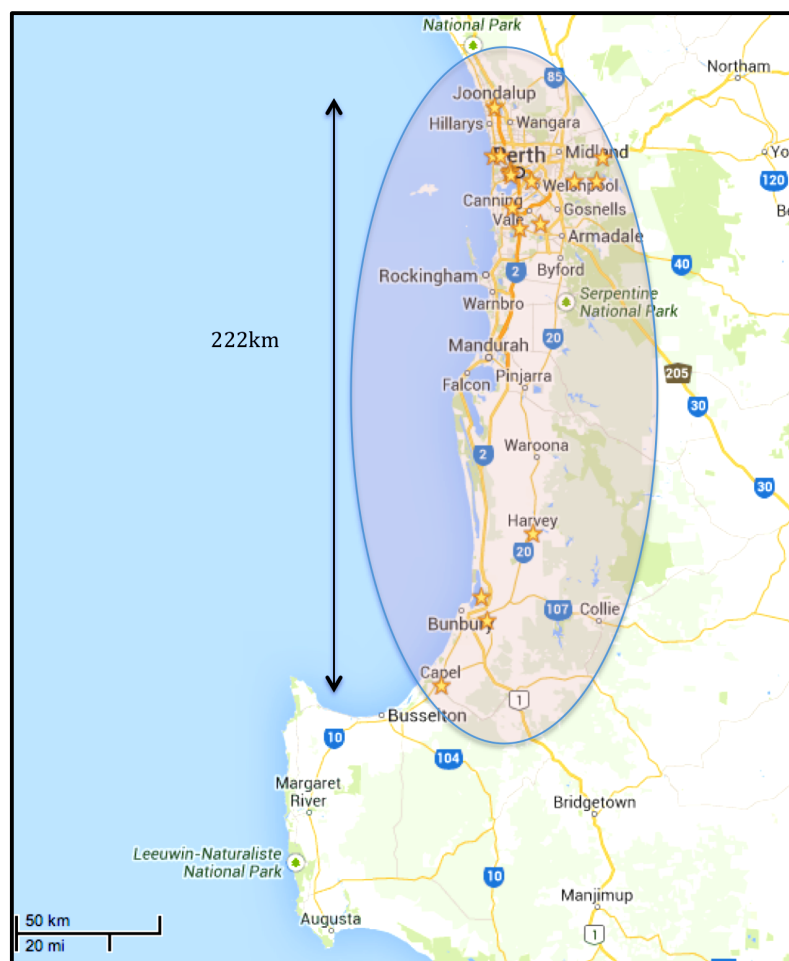 National Park
85
Northam
Joondalup
Hillarys
Wangara
Perth
Midland
Yo
120
Welshpool
Be
Canning
Vale
Gosnells
Armadale
40
2
Byford
Rockingham
Serpentine
National Park
Warnbro
20
222km
Mandurah
205
Falcon
Pinjarra
30
2
Waroona
30
Harvey
20
107
Collie
Bunbury
Capel
1
Busselton
10
104
Margaret
River
Bridgetown
Leeuwin-Naturaliste
National Park
10
Manjimup
50 km
Augusta
20 mi
1